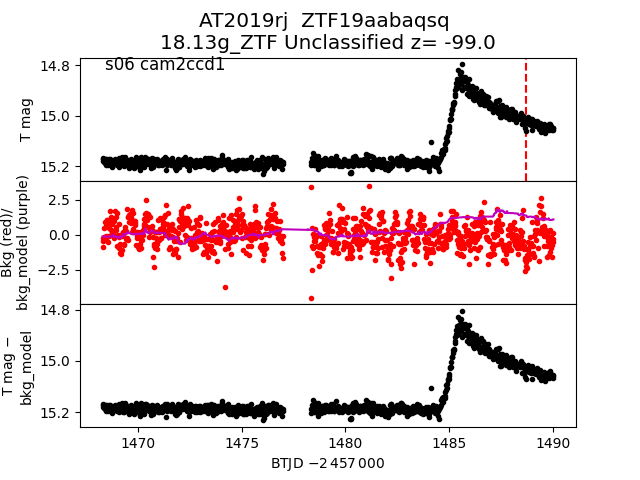 AT2019rj  ZTF19aabaqsq
18.13g_ZTF Unclassified z= -99.0
s06 cam2ccd1
T mag
14.8
15.0
15.2
Bkg (red)/
bkg_model (purple)
2.5
0.0
−2.5
T mag −
bkg_model
14.8
15.0
15.2
1470 1475 1480 1485 1490
BTJD −2 457 000